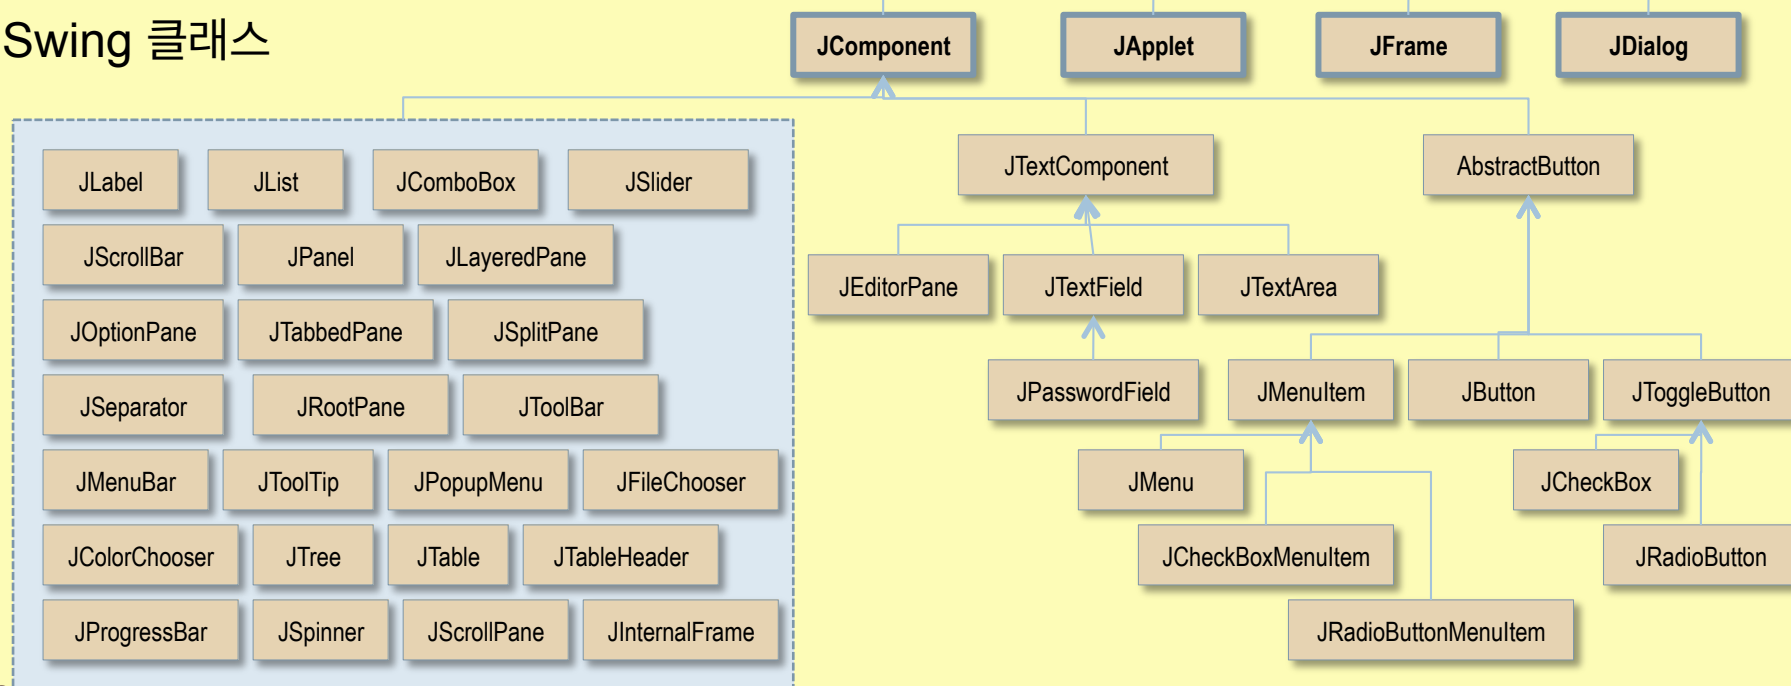 Swing 클래스
JComponent JApplet JFrame JDialog
JLabel JList JComboBox JSlider
JScrollBar JPanel JLayeredPane
JOptionPane JTabbedPane JSplitPane
JSeparator JRootPane JToolBar
JMenuBar JToolTip JPopupMenu JFileChooser
JColorChooser JTree JTable JTableHeader
JProgressBar JSpinner JScrollPane JInternalFrame
JTextComponent AbstractButton
JEditorPane JTextField JTextArea
JPasswordField JMenuItem JButton JToggleButton
JMenu JCheckBox
JCheckBoxMenuItem JRadioButton
JRadioButtonMenuItem